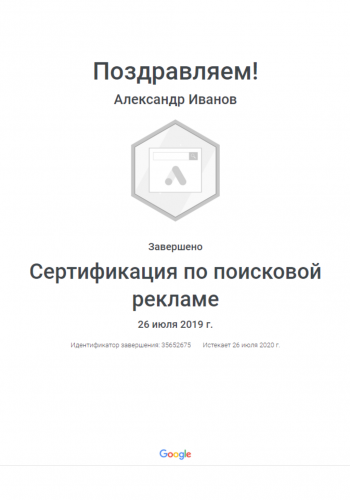 Поздравляем!
Александр Иванов
Завершено
Сертификация по поисковой
рекламе
26 июля 2019 г.
Идентификатор завершения: 35652675 Истекает 26 июля 2020 г.
Google